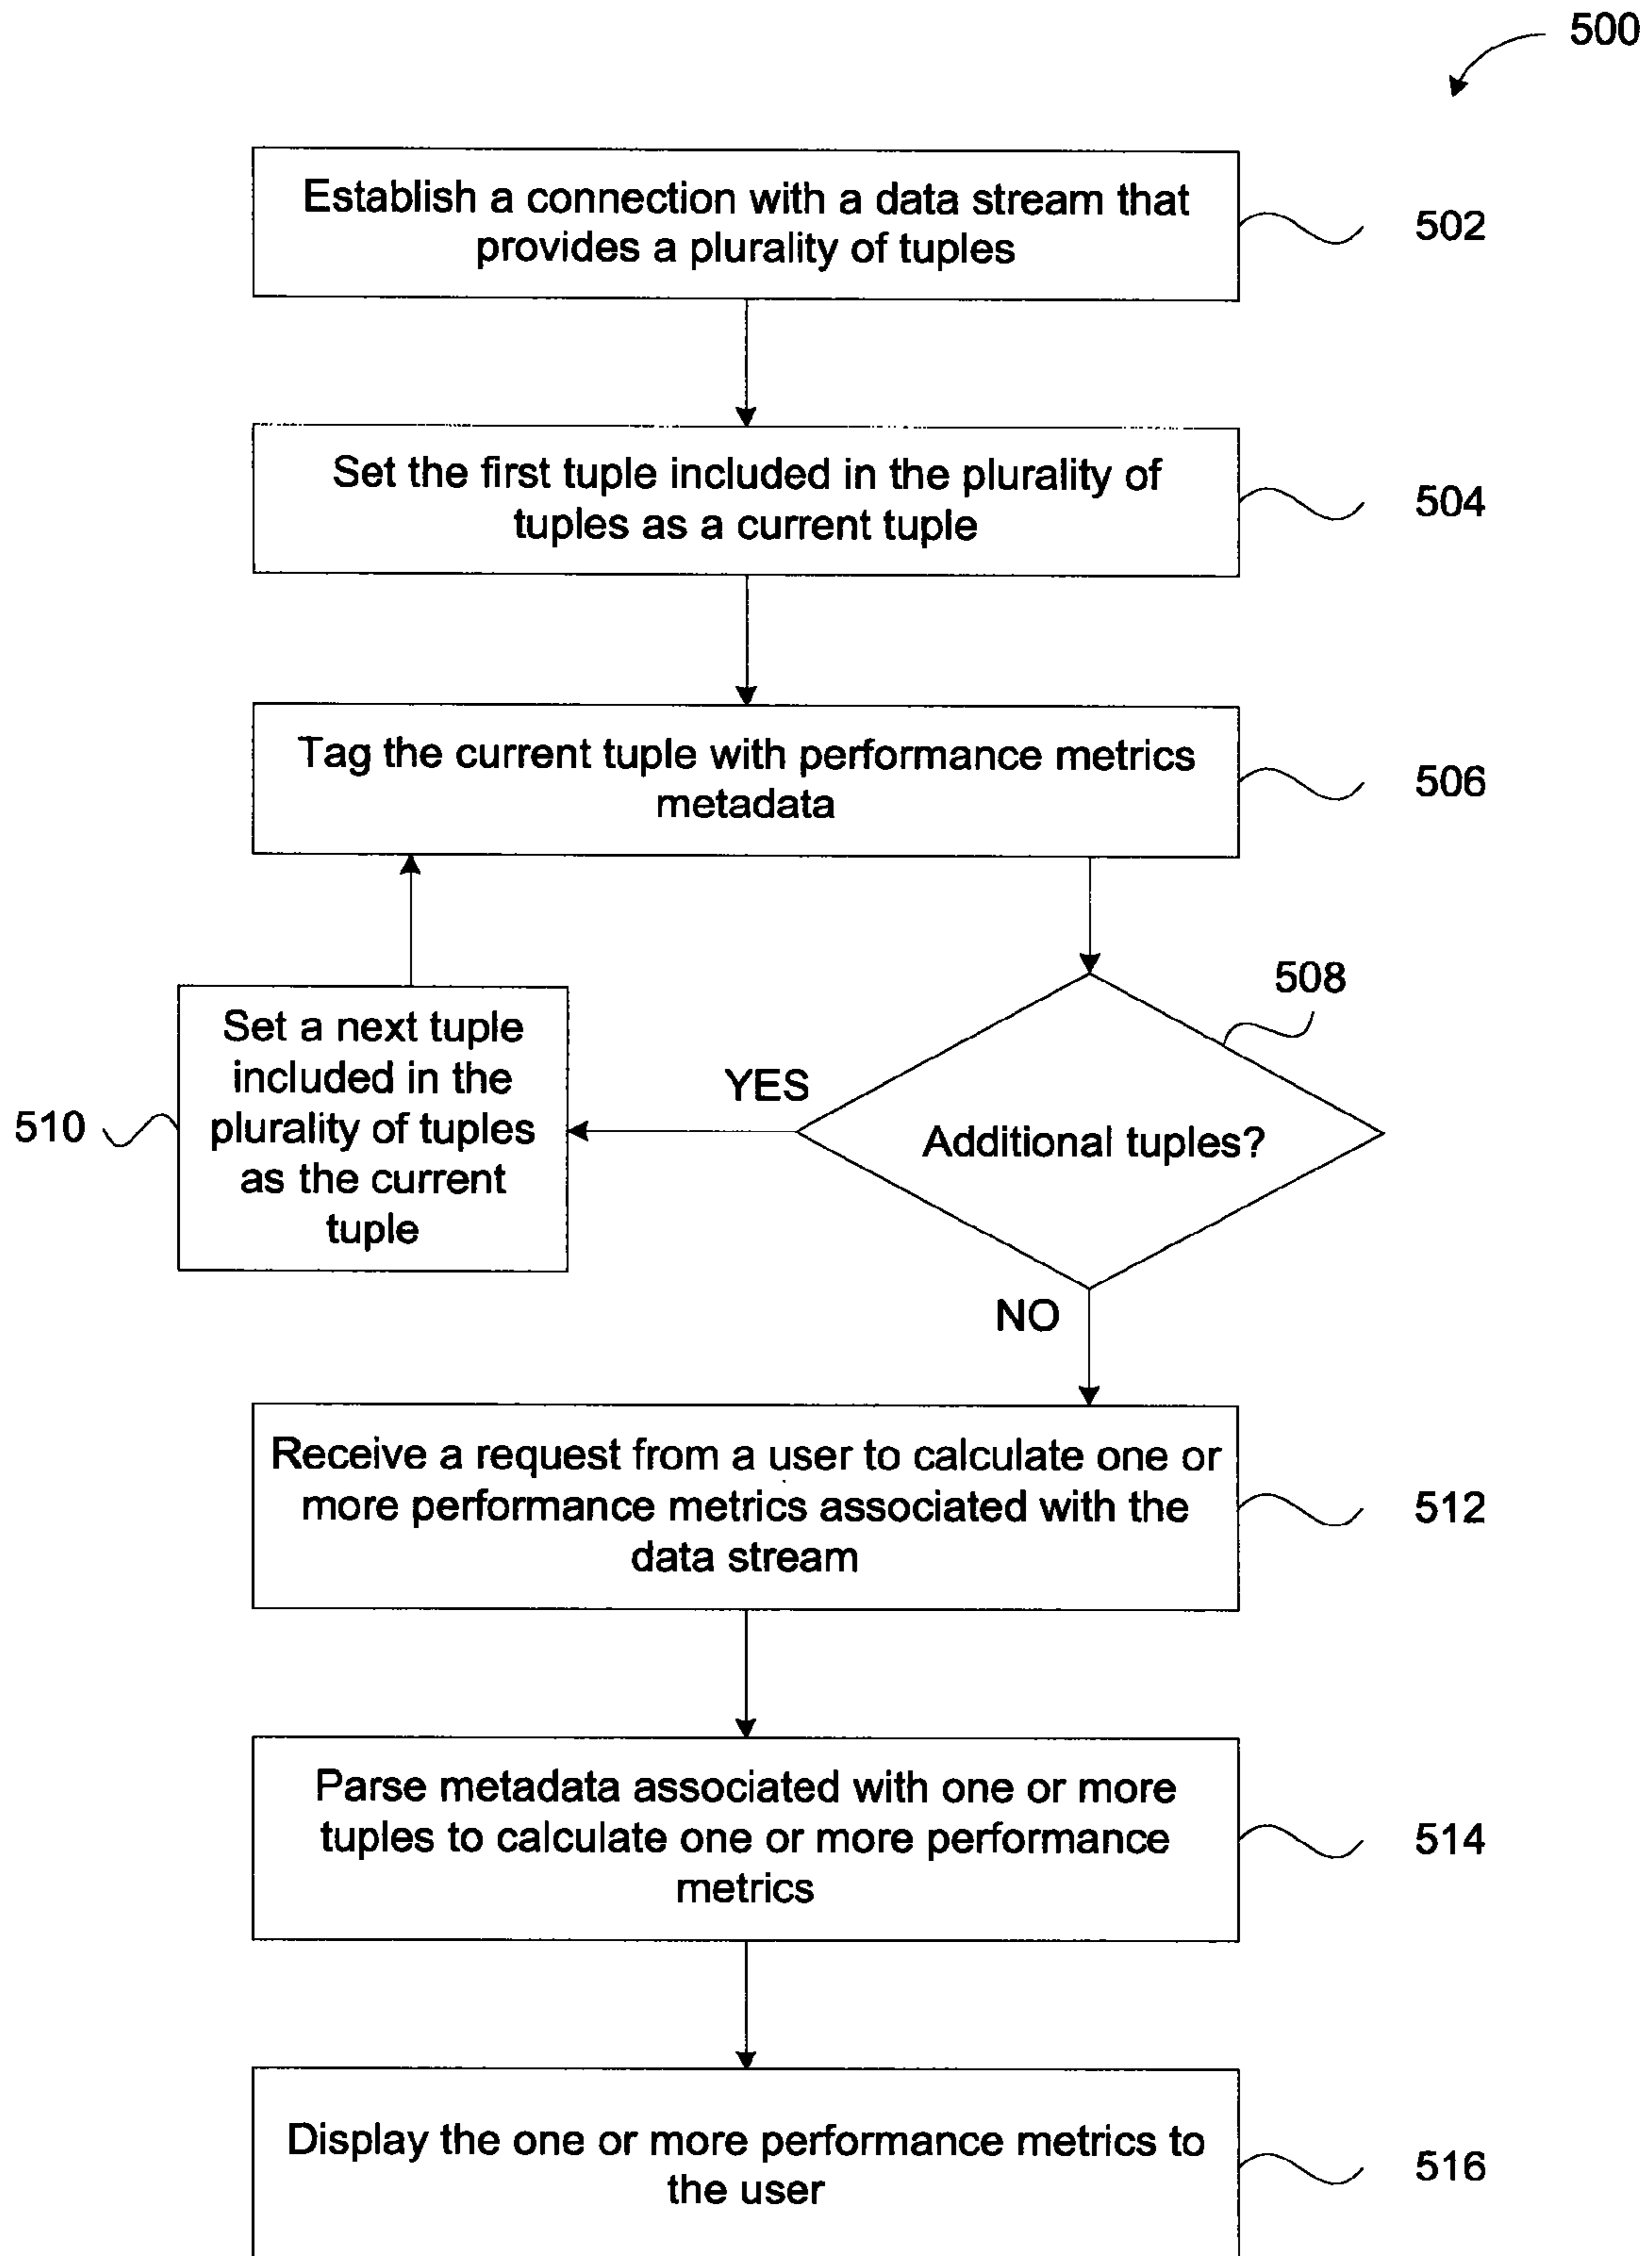 500
Establish a connection with a data stream that
provides a plurality of tuples
502
Set the first tuple included in the plurality of
tuples as a current tuple
504
Tag the current tuple with performance metrics
metadata
506
508
Set a next tuple
included in the
plurality of tuples
as the current
tuple
510
YES
Additional tuples?
NO
Receive a request from a user to calculate one or
more performance metrics associated with the
data stream
512
Parse metadata associated with one or more
tuples to calculate one or more performance
metrics
514
Display the one or more performance metrics to
the user
516